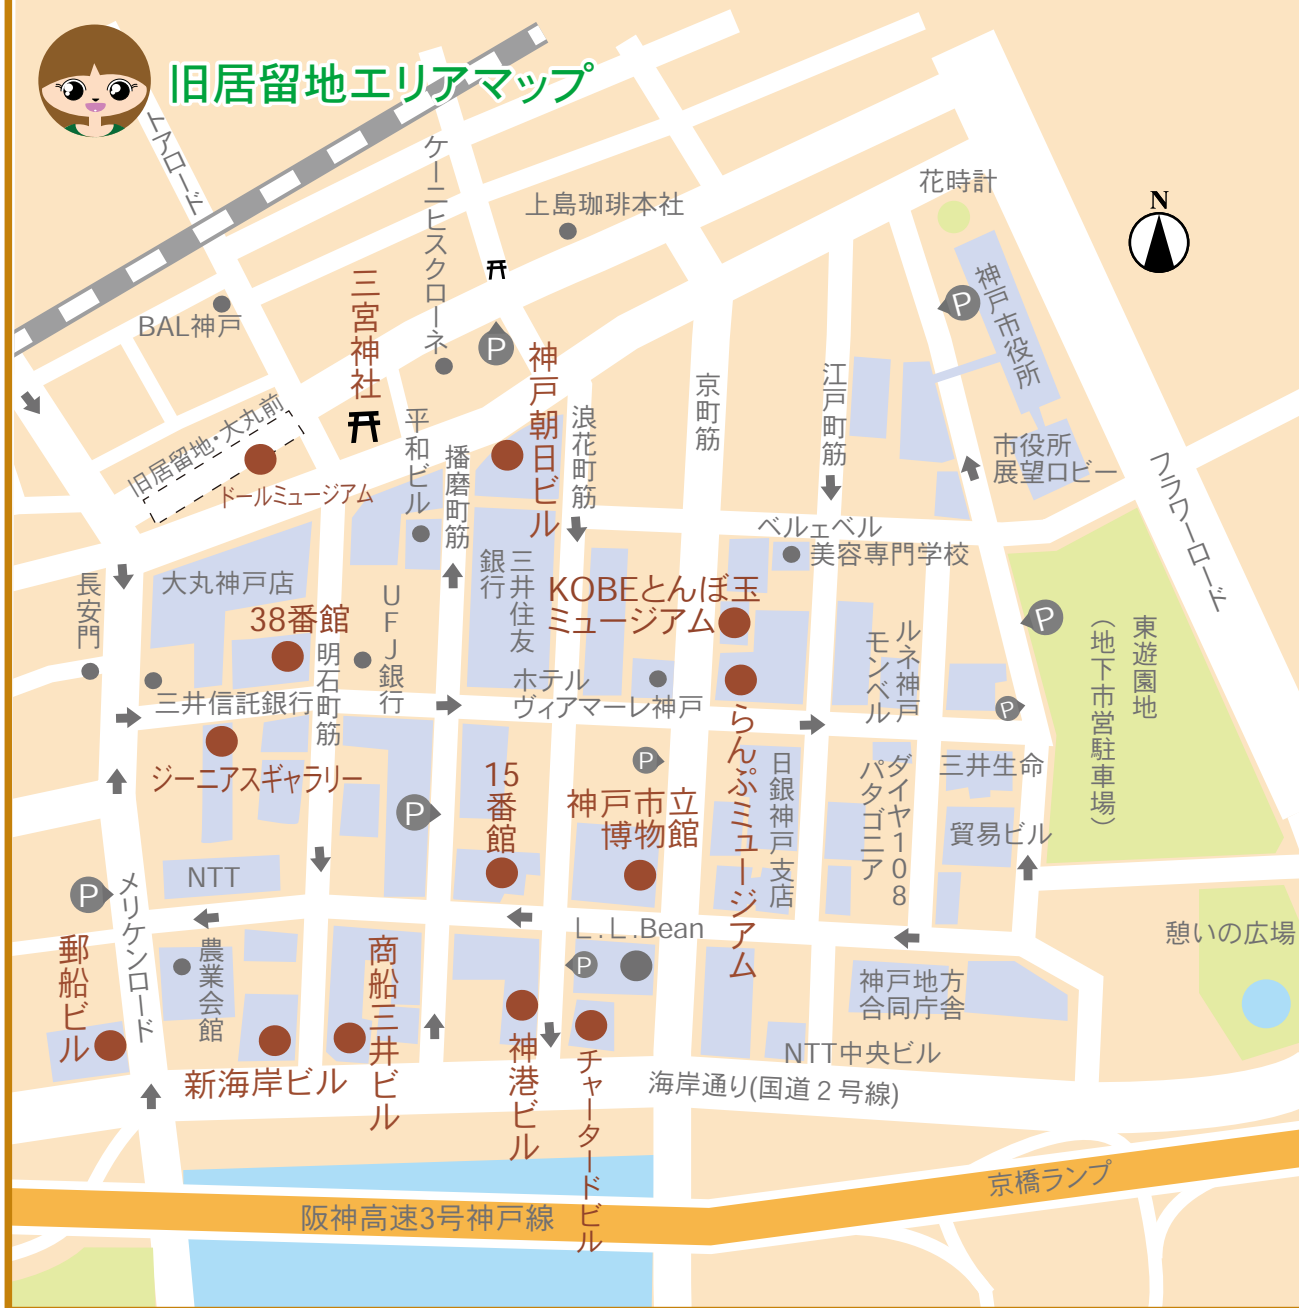 旧居留地エリアマップ
トアロード
ケーニヒスクローネ
上島珈琲本社
花時計
N
BAL神戸
三宮神社
P
P
神戸市役所
神戸朝日ビル
京町筋
江戸町筋
旧居留地・大丸前
ドールミュージアム
平和ビル
播磨町筋
浪花町筋
市役所
展望ロビー
フラワーロード
ベルェベル
美容専門学校
大丸神戸店
長安門
38番館
明石町筋
UFJ銀行
三井住友
銀行
KOBEとんぼ玉
ミュージアム
P
東遊園地
(地下市営駐車場)
ルネ神戸
モンベル
ホテル
ヴィアマーレ神戸
三井信託銀行
P
らんぷミュージアム
ジーニアスギャラリー
15番館
P
神戸市立
博物館
日銀神戸支店
ダイヤ108
パタゴニア
三井生命
貿易ビル
P
NTT
P
メリケンロード
L.L.Bean
憩いの広場
郵船ビル
農業会館
商船三井ビル
P
神戸地方
合同庁舎
新海岸ビル
神港ビル
チャータードビル
NTT中央ビル
海岸通り(国道2号線)
京橋ランプ
阪神高速3号神戸線